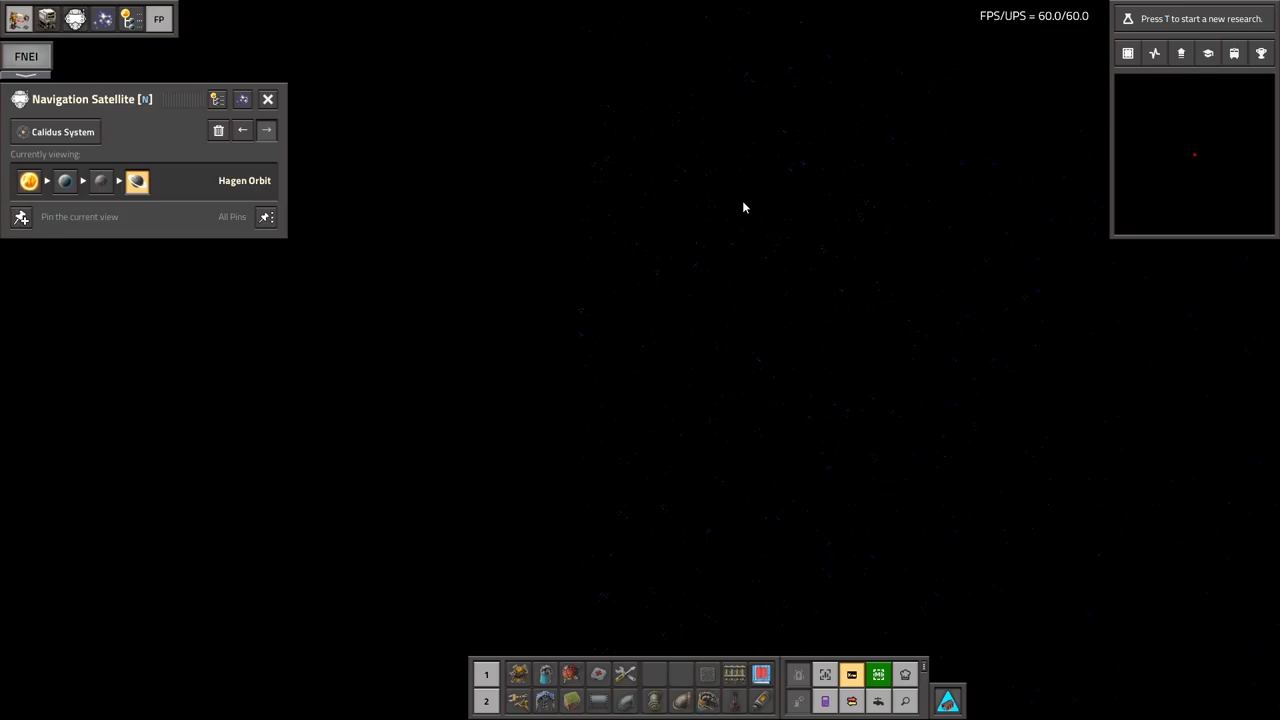 FP
FPS/UPS = 60.0/60.0
Press T to start a new research.
FNEI
Navigation Satellite [N]
Calidus System
Currently viewing:
Hagen Orbit
Pin the current view
All Pins
1
2